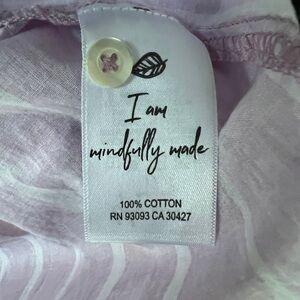 I am
mindfully made
100% COTTON
RN 93093 CA 30427